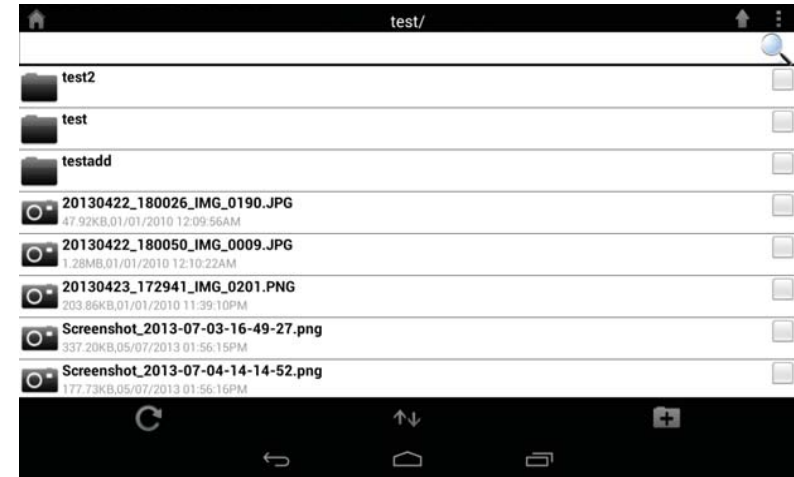 test/
test2
test
testadd
20130422_180026_IMG_0190.JPG
47.92KB,01/01/2010 12:09:56AM
20130422_180050_IMG_0009.JPG
1.28MB,01/01/2010 12:10:22AM
20130423_172941_IMG_0201.PNG
203.86KB,01/01/2010 11:39:10PM
Screenshot_2013-07-03-16-49-27.png
337.20KB,05/07/2013 01:56:15PM
Screenshot_2013-07-04-14-14-52.png
177.73KB,05/07/2013 01:56:16PM